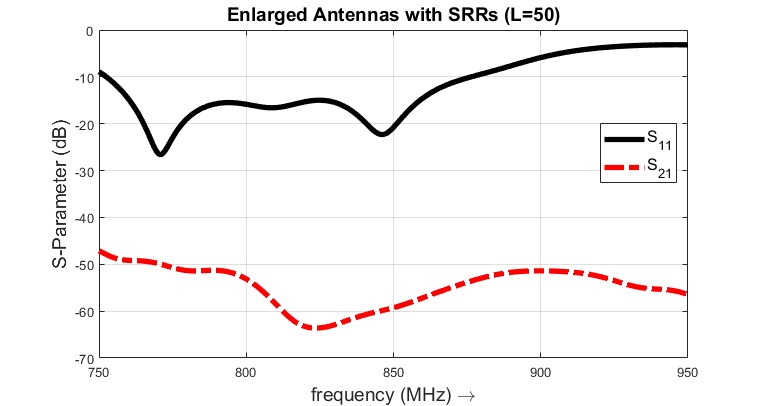 Enlarged Antennas with SRRs (L=50)
S-Parameter (dB)
0
-10
-20
-30
-40
-50
-60
-70
750
800
850
900
950
frequency (MHz) →
S11
S21